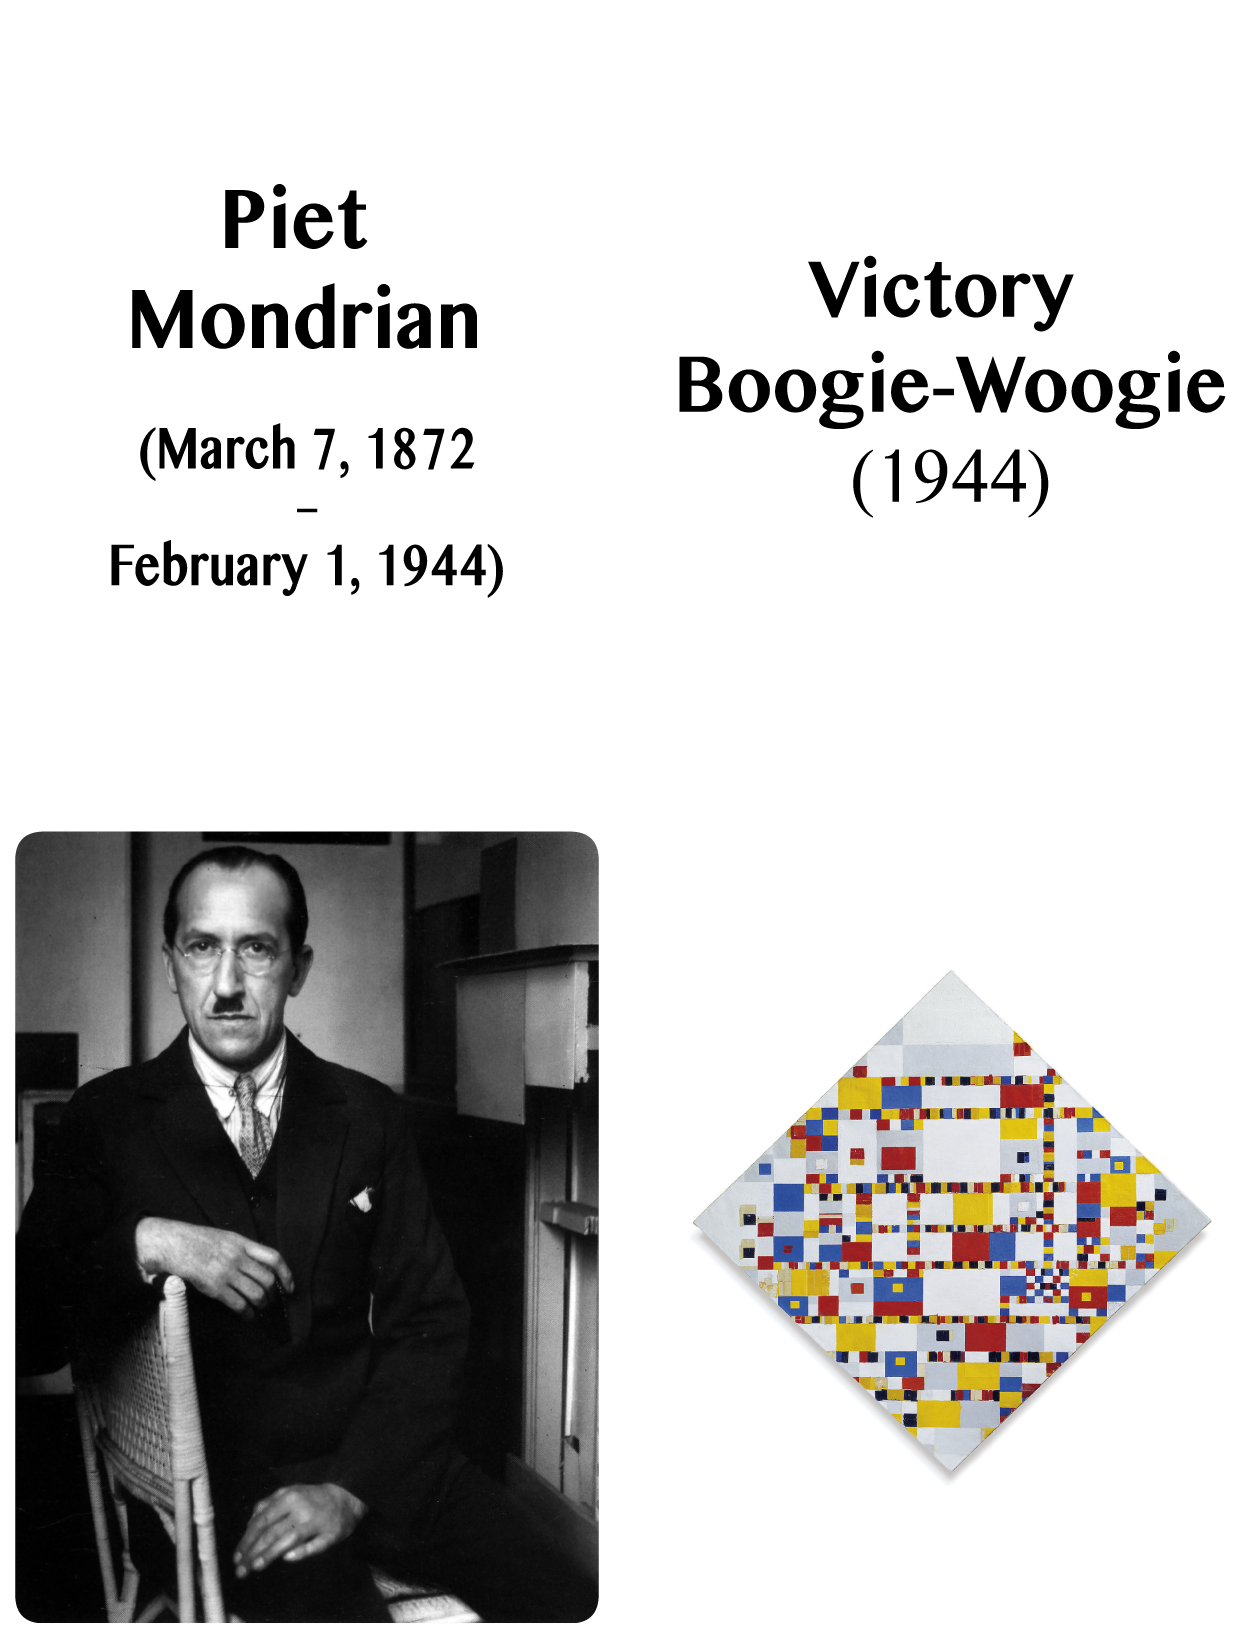 Piet
Mondrian
(March 7, 1872
–
February 1, 1944)
Victory
Boogie-Woogie
(1944)